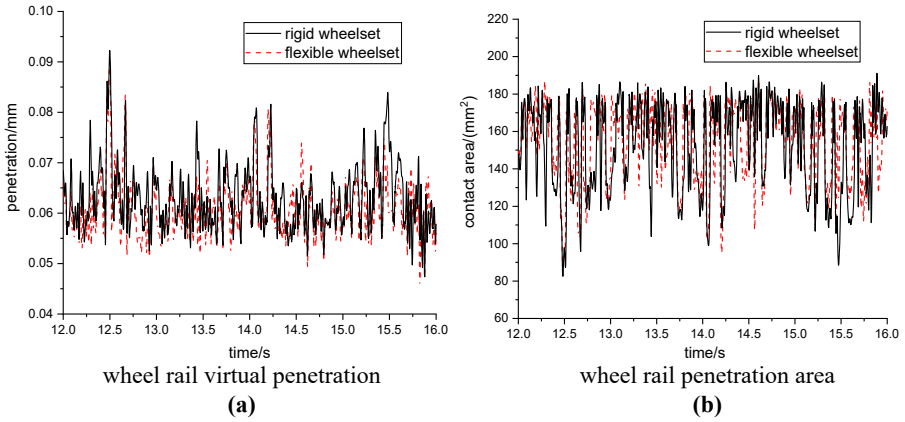 0.10
0.09
0.08
0.07
0.06
0.05
0.04
penetration/mm
rigid wheelset
flexible wheelset
12.0 12.5 13.0 13.5 14.0 14.5 15.0 15.5 16.0
time/s
wheel rail virtual penetration
(a)
220
200
180
160
140
120
100
80
60
contact area/(mm²)
rigid wheelset
flexible wheelset
12.0 12.5 13.0 13.5 14.0 14.5 15.0 15.5 16.0
time/s
wheel rail penetration area
(b)